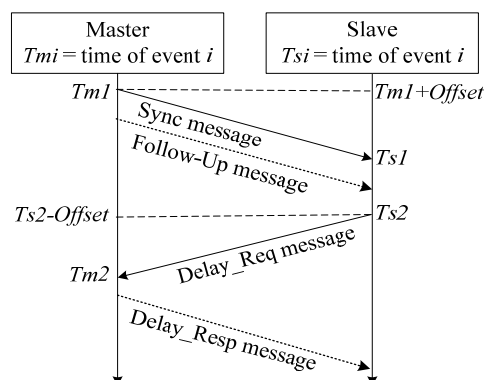 Master
Tmi = time of event i
Slave
Tsi = time of event i
Tm1
Tm1+Offset
Sync message
Ts1
Follow-Up message
Ts2-Offset
Ts2
Delay_Req message
Tm2
Delay_Resp message